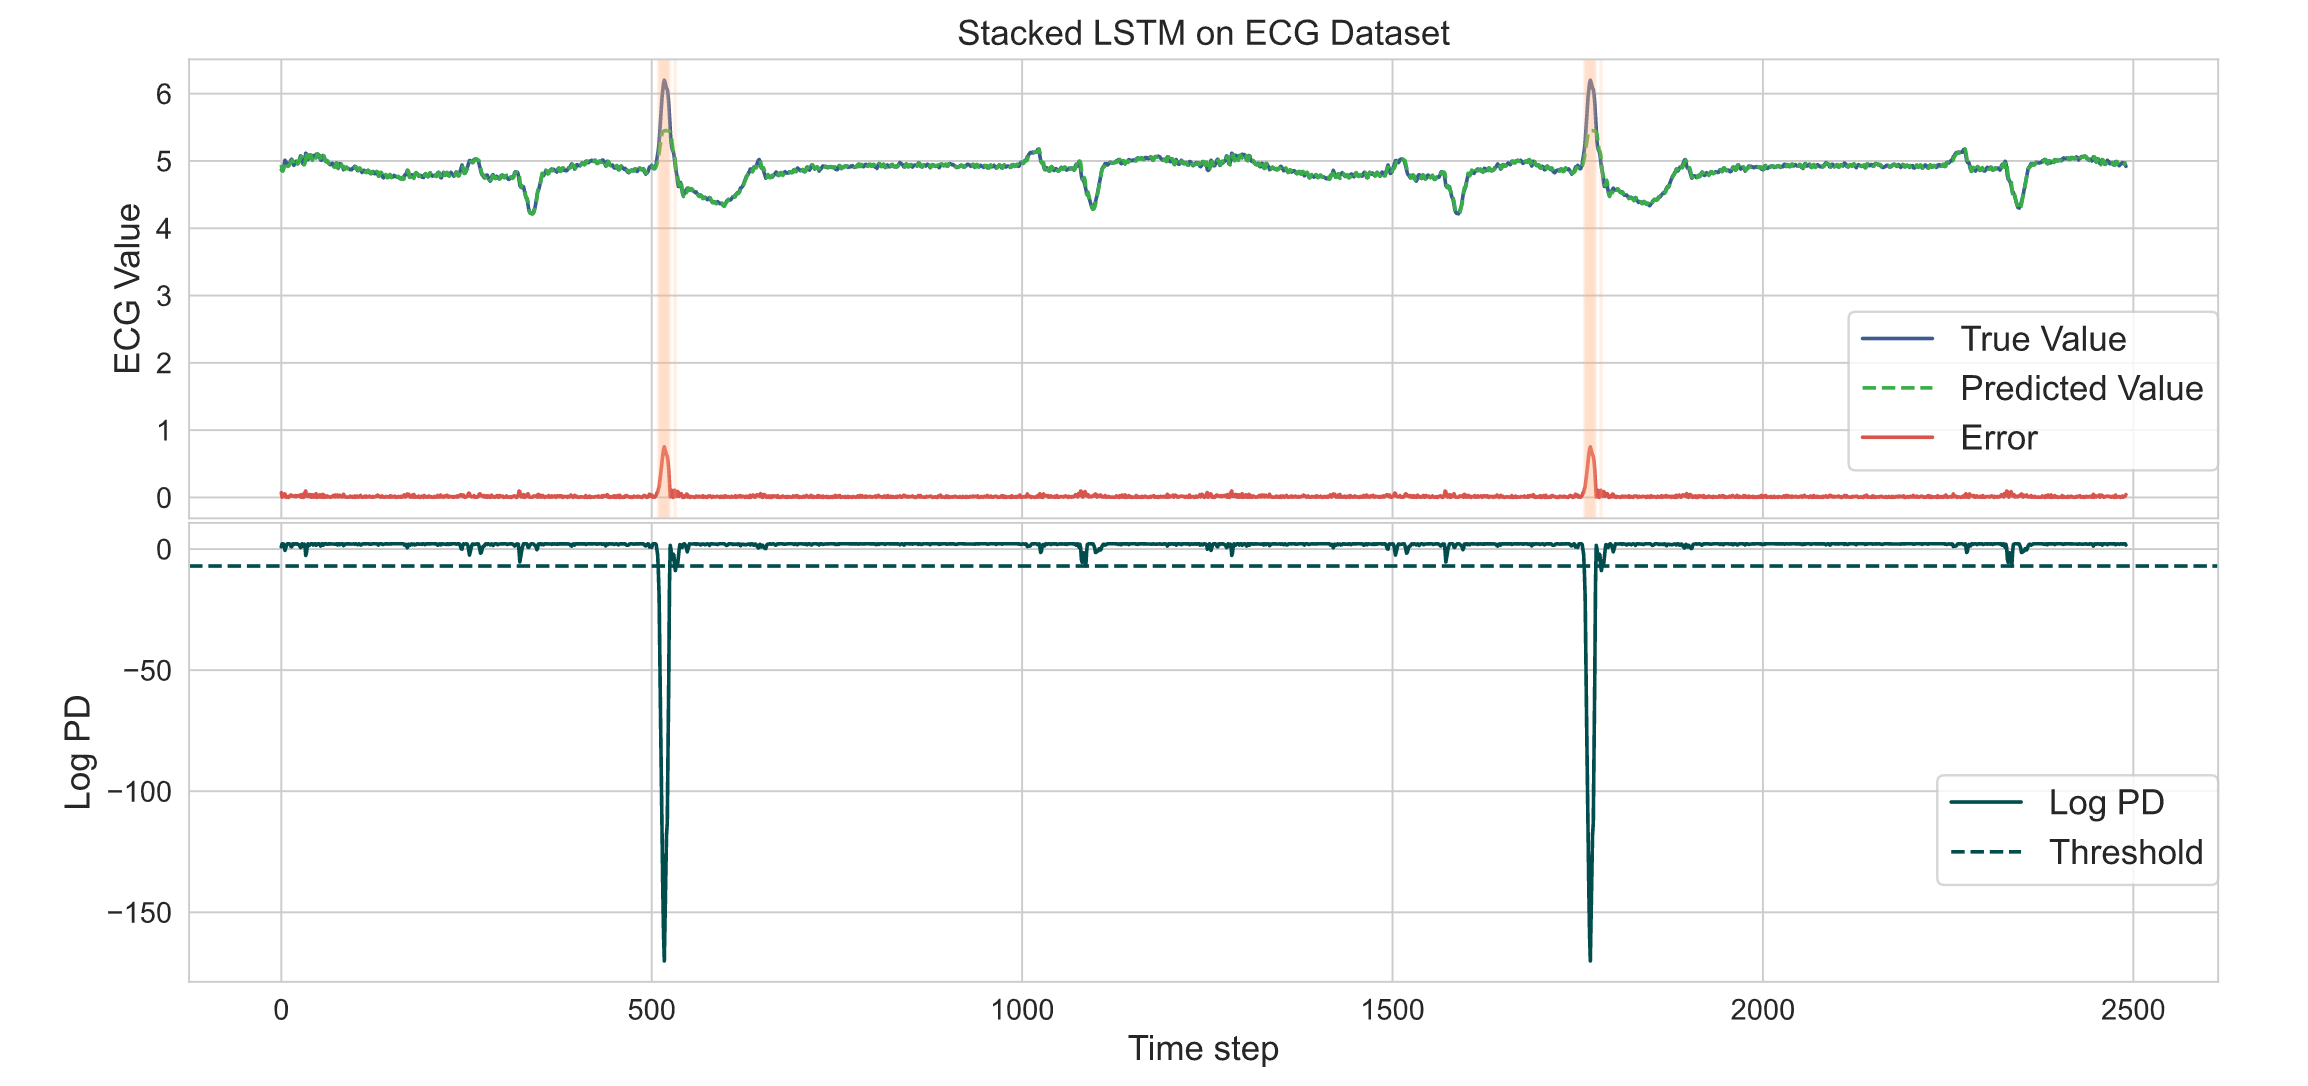 Stacked LSTM on ECG Dataset
6
5
4
3
2
1
0
ECG Value
True Value
Predicted Value
Error
0
−50
−100
−150
Log PD
Log PD
Threshold
0 500 1000 1500 2000 2500
Time step